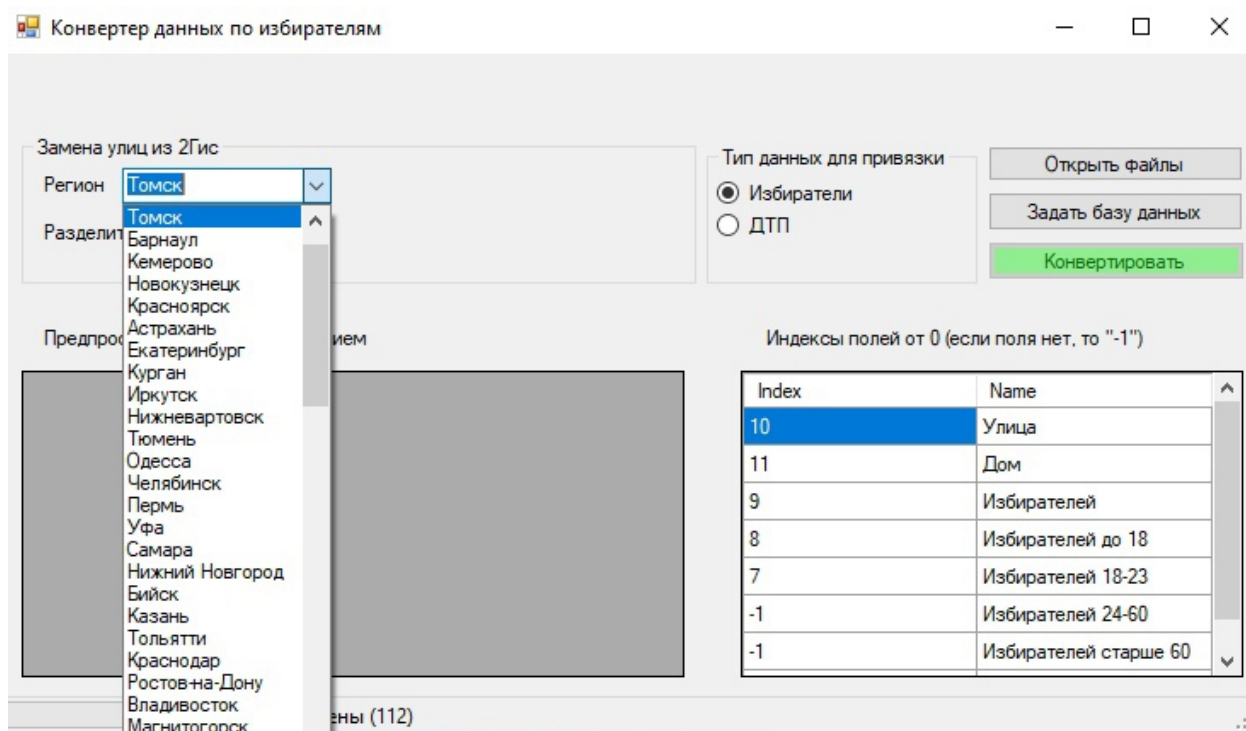 Конвертер данных по избирателям
Замена улиц из 2Гис
Регион Томск
Томск
Барнаул
Кемерово
Новокузнецк
Красноярск
Астрахань
Екатеринбург
Курган
Иркутск
Нижневартовск
Тюмень
Одесса
Челябинск
Пермь
Уфа
Самара
Нижний Новгород
Бийск
Казань
Тольятти
Краснодар
Ростов-на-Дону
Владивосток
Магнитогорск
Разделит
Тип данных для привязки
Избиратели
ДТП
Открыть файлы
Задать базу данных
Конвертировать
Индексы полей от 0 (если поля нет, то "-1")
Index Name
10 Улица
11 Дом
9 Избирателей
8 Избирателей до 18
7 Избирателей 18-23
-1 Избирателей 24-60
-1 Избирателей старше 60
(112)